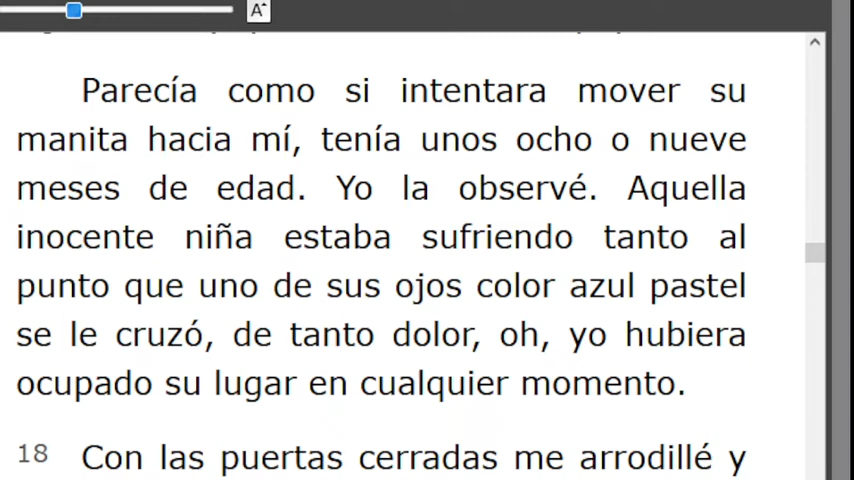 A
Parecía como si intentara mover su
manita hacia mí, tenía unos ocho o nueve
meses de edad. Yo la observé. Aquella
inocente niña estaba sufriendo tanto al
punto que uno de sus ojos color azul pastel
se le cruzó, de tanto dolor, oh, yo hubiera
ocupado su lugar en cualquier momento.
18 Con las puertas cerradas me arrodillé y